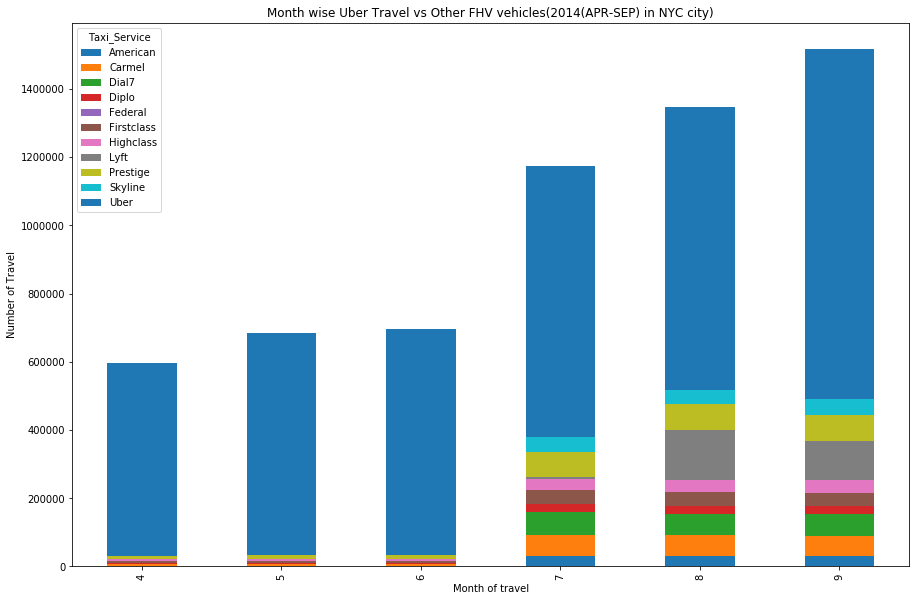 Month wise Uber Travel vs Other FHV vehicles(2014(APR-SEP) in NYC city)
Taxi_Service
American
Carmel
Dial7
Diplo
Federal
Firstclass
Highclass
Lyft
Prestige
Skyline
Uber
1400000
1200000
1000000
800000
600000
400000
200000
0
Number of Travel
4
5
6
7
8
9
Month of travel